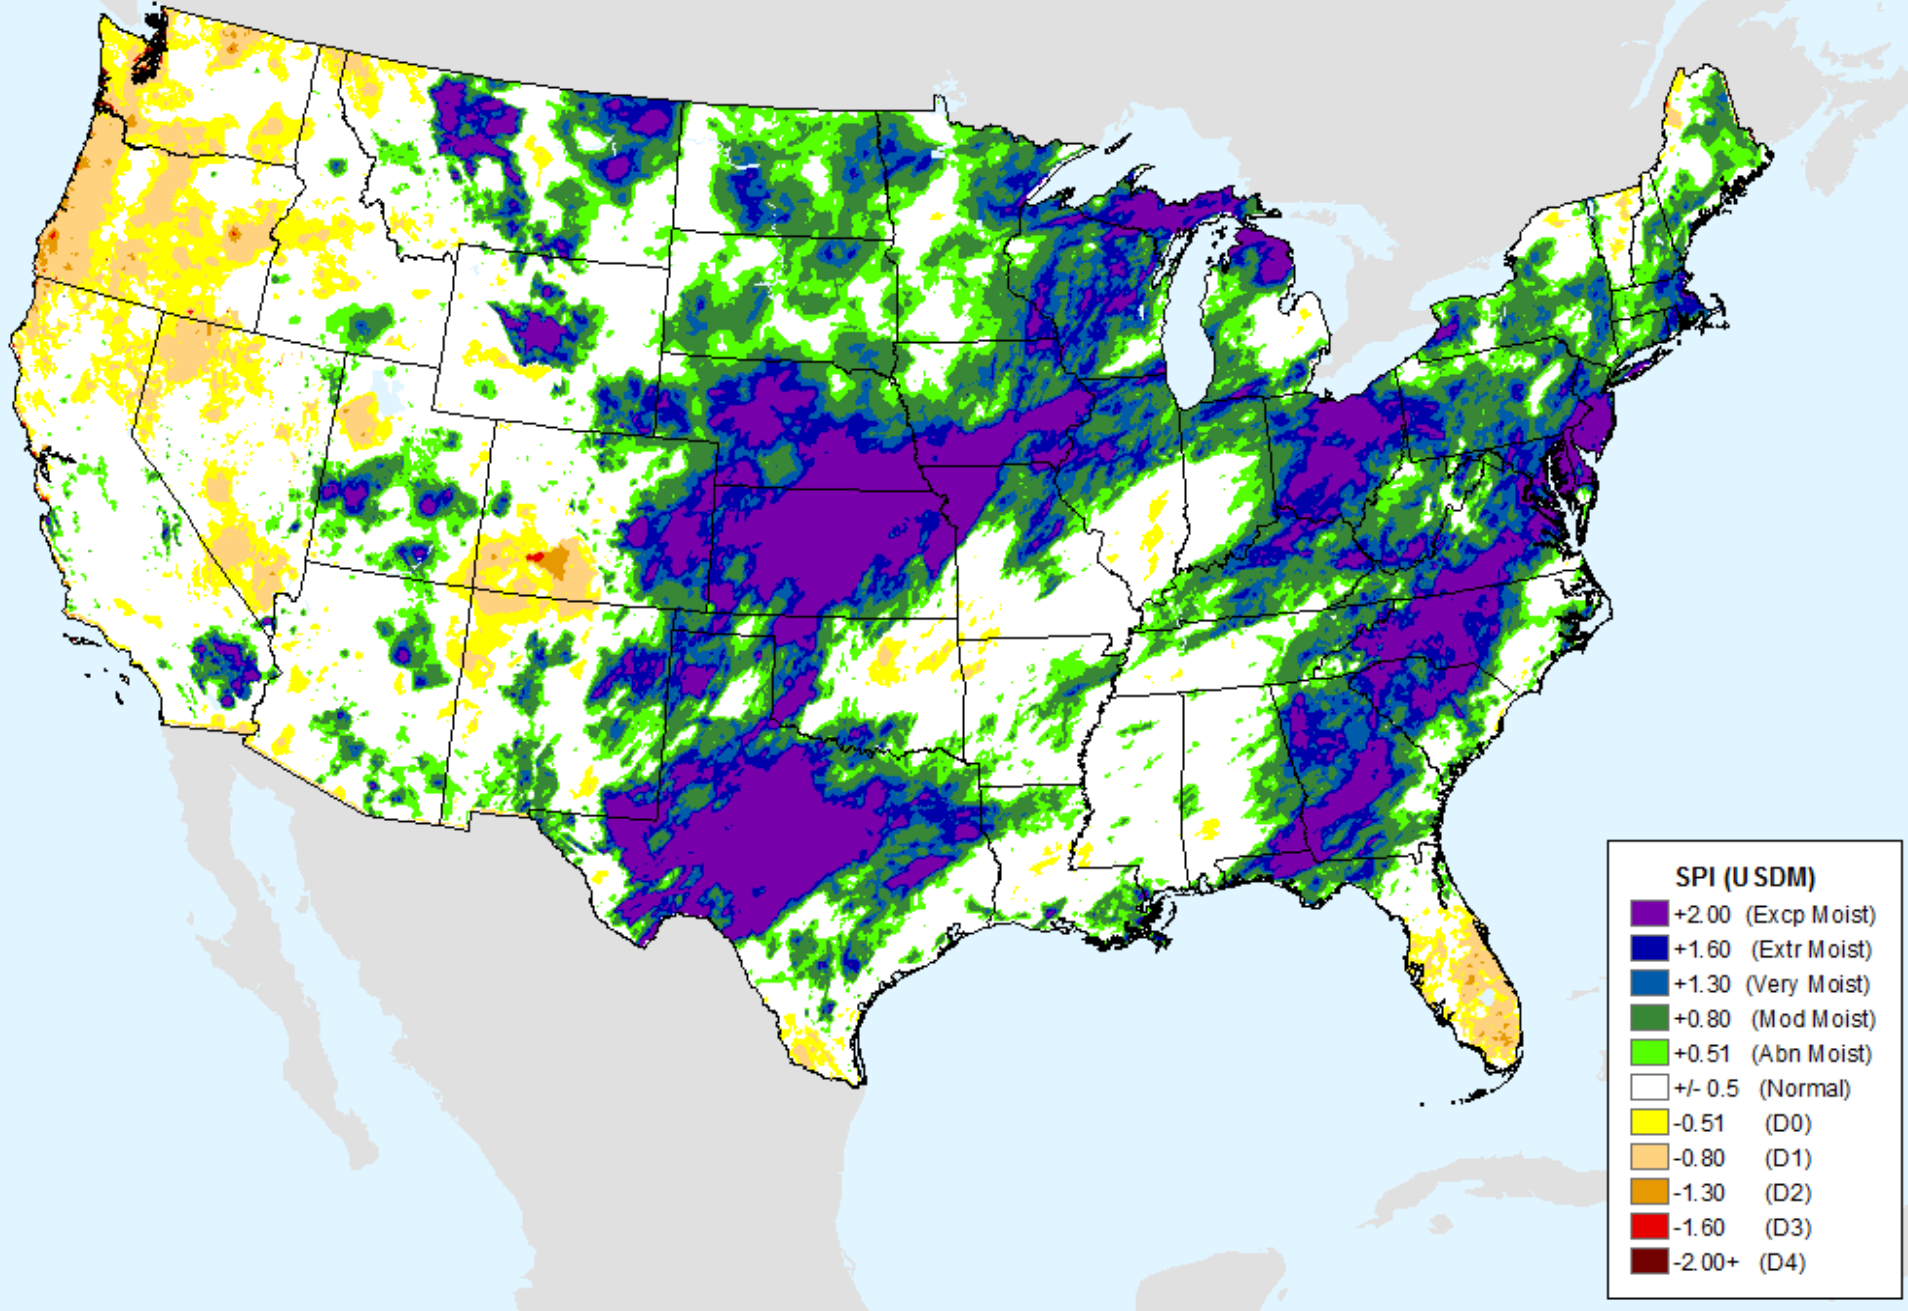 SPI (USDM)
+2.00 (Excp Moist)
+1.60 (Extr Moist)
+1.30 (Very Moist)
+0.80 (Mod Moist)
+0.51 (Abn Moist)
+/- 0.5 (Normal)
-0.51 (D0)
-0.80 (D1)
-1.30 (D2)
-1.60 (D3)
-2.00+ (D4)